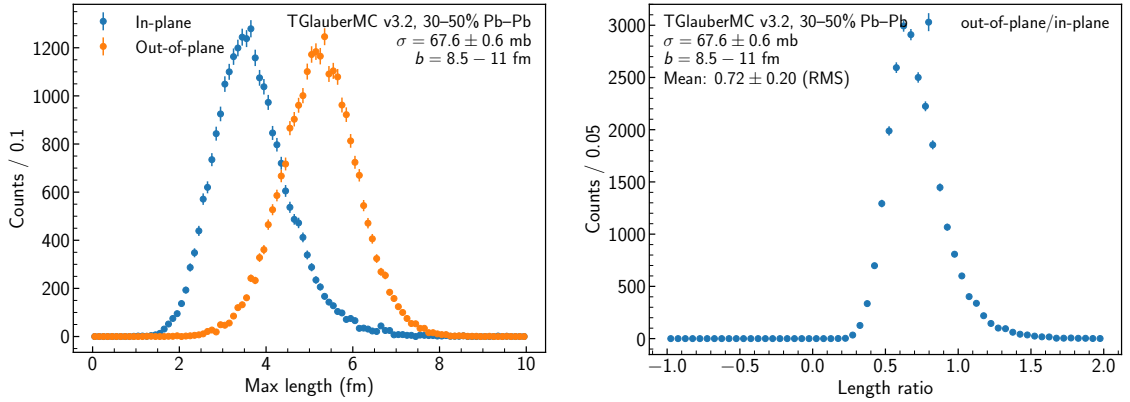 In-plane
Out-of-plane
TGlauberMC v3.2, 30–50% Pb–Pb
σ = 67.6 ± 0.6 mb
b = 8.5 − 11 fm
Counts / 0.1
1200
1000
800
600
400
200
0
0 2 4 6 8 10
Max length (fm)
TGlauberMC v3.2, 30–50% Pb–Pb
σ = 67.6 ± 0.6 mb
b = 8.5 − 11 fm
Mean: 0.72 ± 0.20 (RMS)
out-of-plane/in-plane
Counts / 0.05
3000
2500
2000
1500
1000
500
0
−1.0 −0.5 0.0 0.5 1.0 1.5 2.0
Length ratio